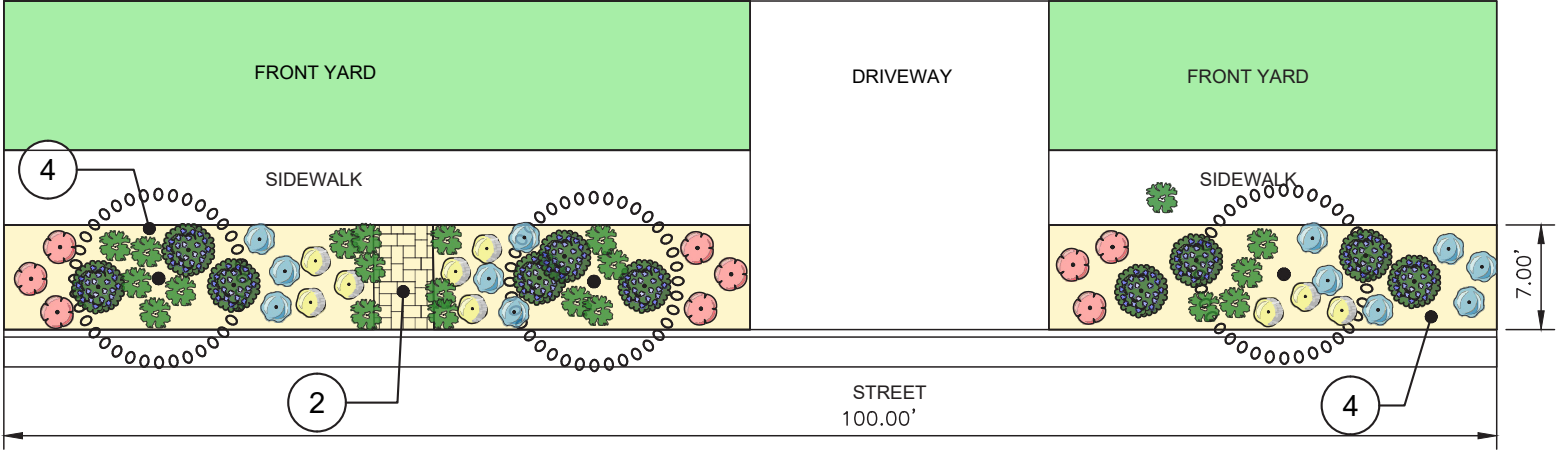 FRONT YARD
DRIVEWAY
FRONT YARD
4
SIDEWALK
SIDEWALK
7.00'
2
STREET
100.00'
4